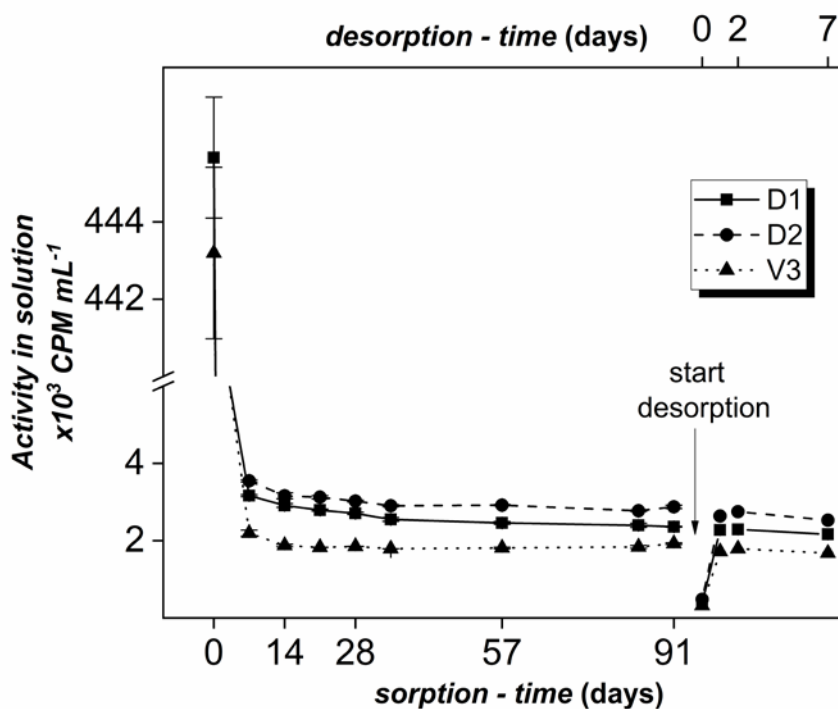 desorption - time (days) 0 2 7
Activity in solution
x10³ CPM mL⁻¹
444
442
4
2
D1
D2
V3
start
desorption
0 14 28 57 91
sorption - time (days)